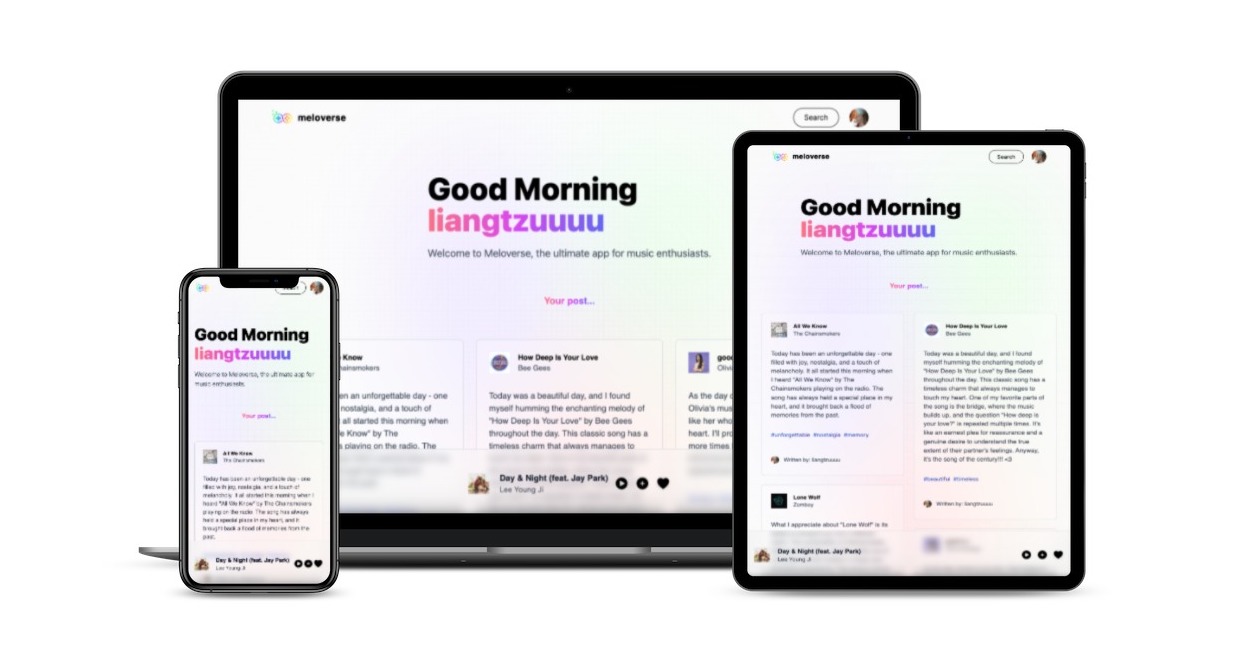 meloverse
Search
Good Morning
liangtzuuuu
Welcome to Meloverse, the ultimate app for music enthusiasts.
Your post...
Know
ainsmokers
en an unforgettable day - one
nostalgia, and a touch of
all started this morning when
e Know" by The
playing on the radio. The
How Deep Is Your Love
Bee Gees
Today was a beautiful day, and I found
myself humming the enchanting melody of
"How Deep Is Your Love" by Bee Gees
throughout the day. This classic song has a
timeless charm that always manages to
goo
Olivi
As the day
Olivia's mus
like her who
heart. I'll pro
more times
Day & Night (feat. Jay Park)
Lee Young Ji
Good Morning
liangtzuuuu
Welcome to Meloverse, the ultimate app for
music enthusiasts.
Your post...
All We Know
The Chainsmokers
Today has been an unforgettable day - one
filled with joy, nostalgia, and a touch of
melancholy. It all started this morning when I
heard "All We Know" by The Chainsmokers
playing on the radio. The song has always
held a special place in my heart, and it
brought back a flood of memories from the
past.
Day & Night (feat. Jay Park)
Lee Young Ji
meloverse
Search
Good Morning
liangtzuuuu
Welcome to Meloverse, the ultimate app for music enthusiasts.
Your post...
All We Know
The Chainsmokers
Today has been an unforgettable day - one
filled with joy, nostalgia, and a touch of
melancholy. It all started this morning when
I heard "All We Know" by The
Chainsmokers playing on the radio. The
song has always held a special place in my
heart, and it brought back a flood of
memories from the past.
#unforgettable #nostalgia #memory
Written by:
How Deep Is Your Love
Bee Gees
Today was a beautiful day, and I found
myself humming the enchanting melody of
"How Deep Is Your Love" by Bee Gees
throughout the day. This classic song has a
timeless charm that always manages to
touch my heart. One of my favorite parts of
the song is the bridge, where the music
builds up, and the question "How deep is
your love?" is repeated multiple times. It's
like an earnest plea for reassurance and a
genuine desire to understand the true
extent of their partner's feelings. Anyway,
it's the song of the century!!! <3
#beautiful #timeless
Written by:
Lone Wolf
Zomboy
What I appreciate about "Lone Wolf" is its
Day & Night (feat. Jay Park)
Lee Young Ji